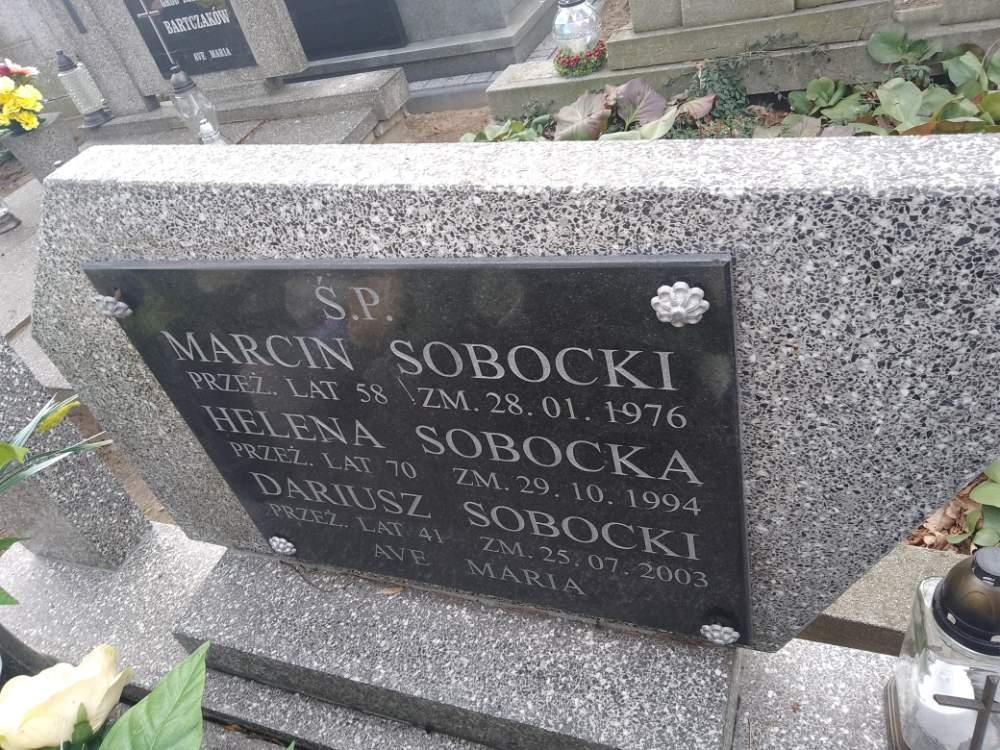 BARTCZAKÓW
AVE MARIA
Ś.P.
MARCIN SOBOCKI
PRZEŻ. LAT 58 ZM. 28.01.1976
HELENA SOBOCKA
PRZEŻ. LAT 70 ZM. 29.10.1994
DARIUSZ SOBOCKI
PRZEŻ. LAT 41 ZM. 25.07.2003
AVE MARIA